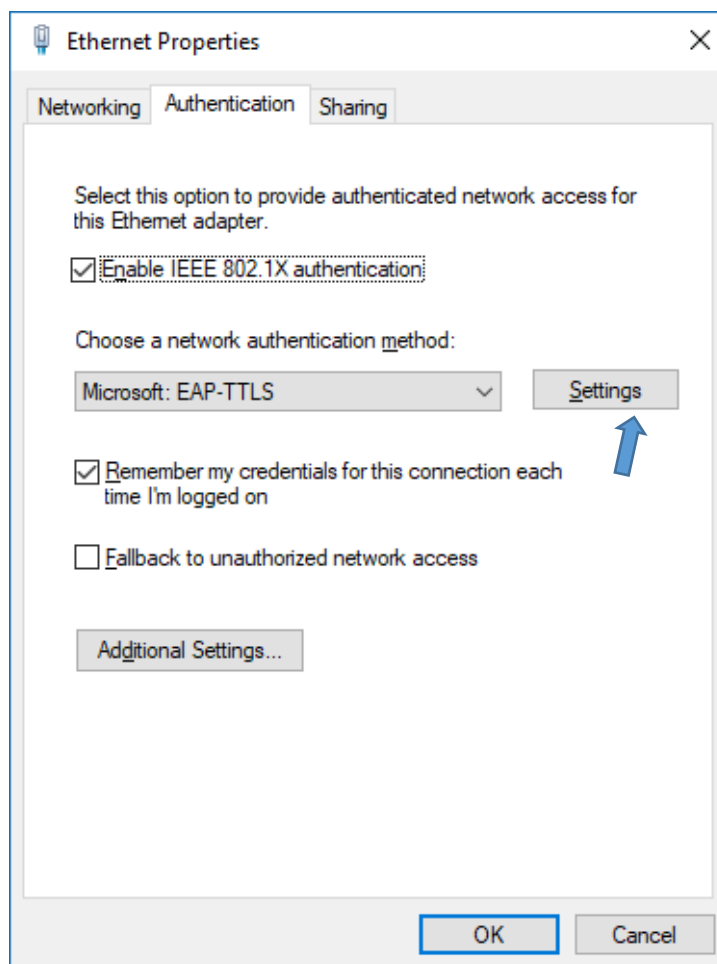 Ethernet Properties
Networking Authentication Sharing
Select this option to provide authenticated network access for
this Ethernet adapter.
Enable IEEE 802.1X authentication
Choose a network authentication method:
Microsoft: EAP-TTLS Settings
Remember my credentials for this connection each
time I'm logged on
Fallback to unauthorized network access
Additional Settings...
OK Cancel